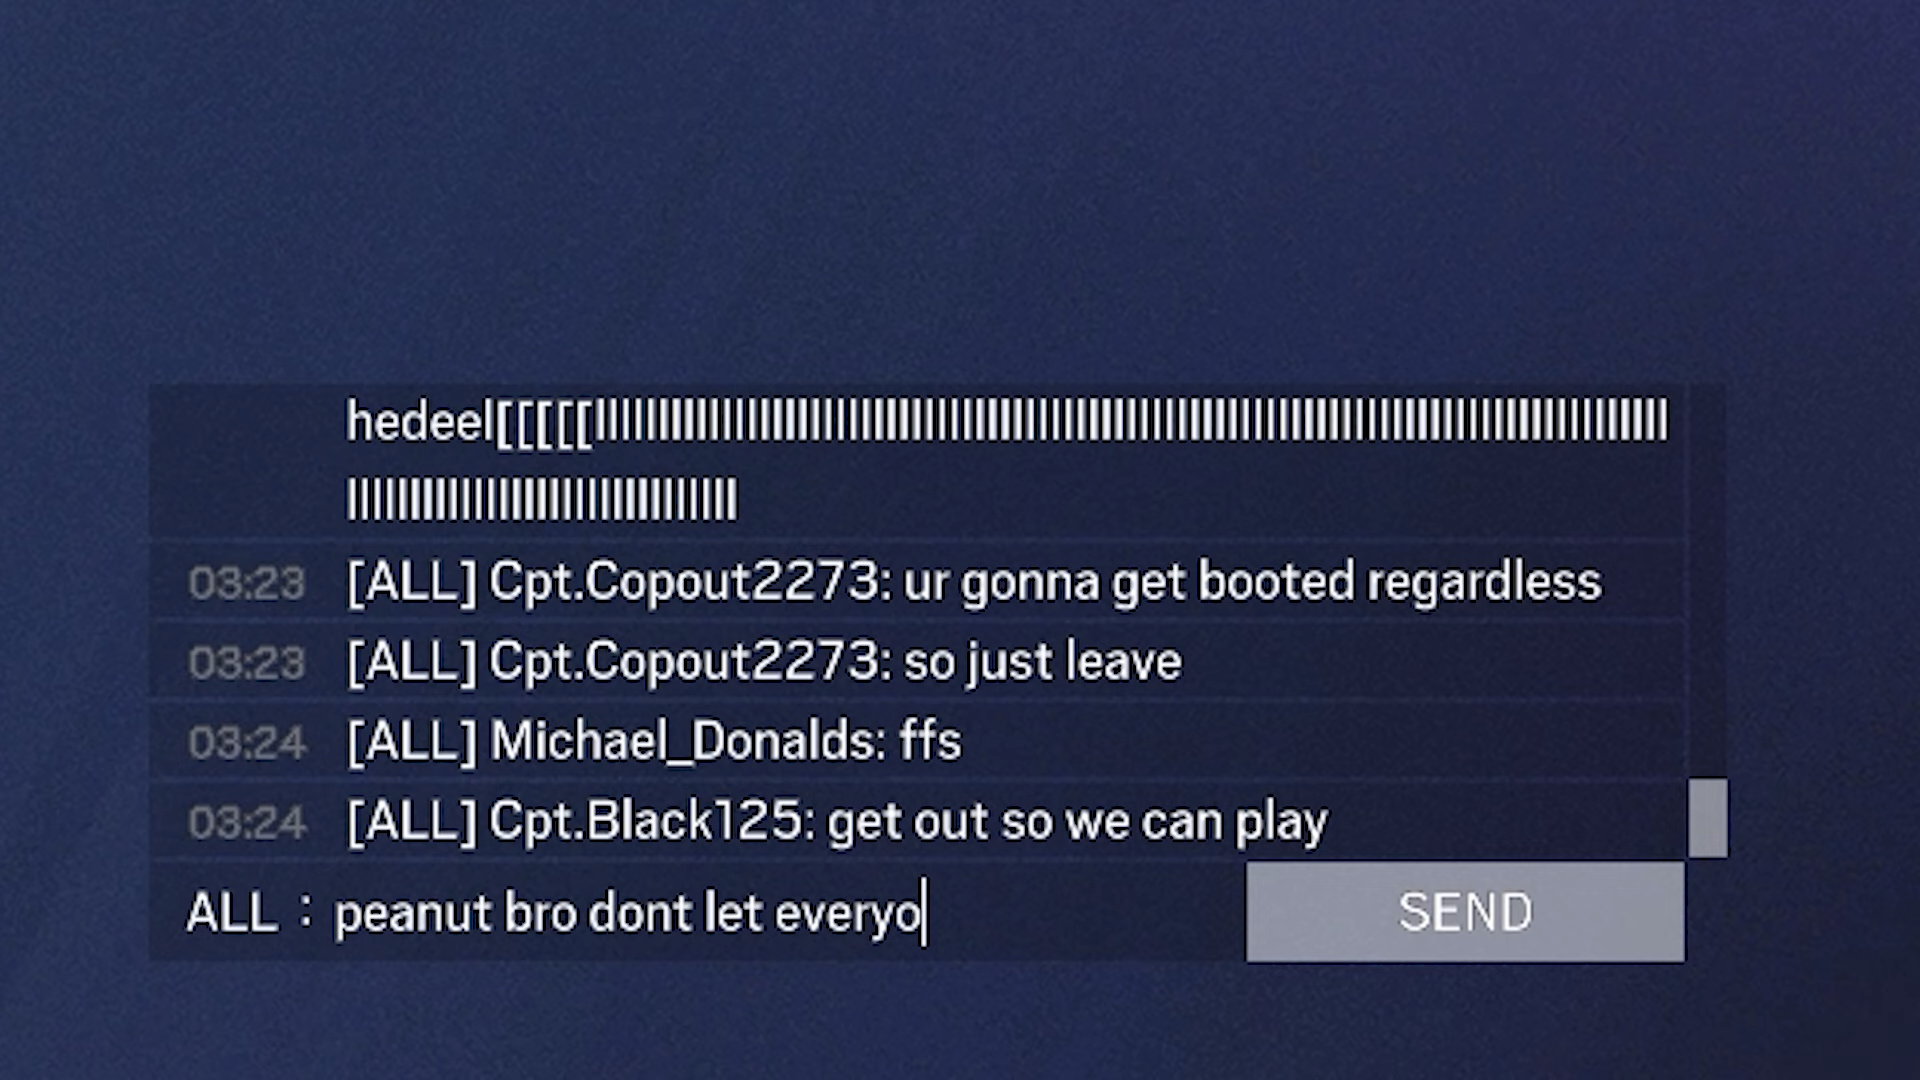 hedeel[[[[[llllllllllllllllllllllllllllllllllllllllllllllllllllllllllllllllllllllllllllllllllllll
lllllllllllllllllllllllllllllll
03:23 [ALL] Cpt.Copout2273: ur gonna get booted regardless
03:23 [ALL] Cpt.Copout2273: so just leave
03:24 [ALL] Michael_Donalds: ffs
03:24 [ALL] Cpt.Black125: get out so we can play
ALL : peanut bro dont let everyo
SEND